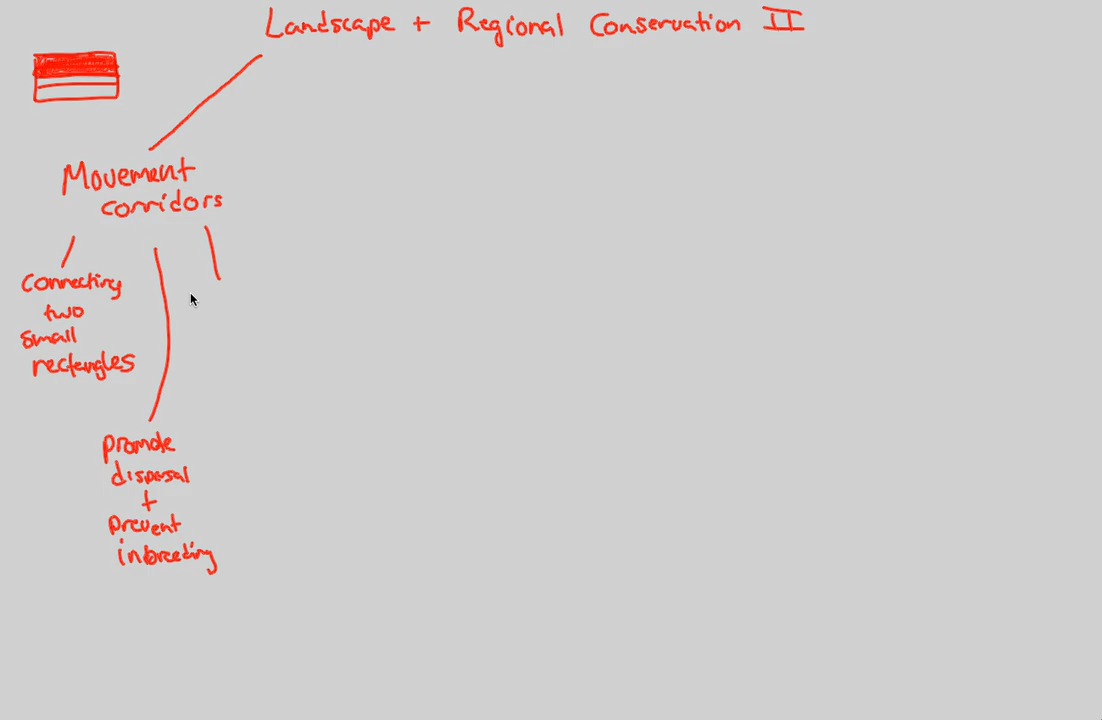 Landscape + Regional Conservation II
Movement
corridors
Connecting
two
small
rectangles
promote
dispersal
+
prevent
inbreeding